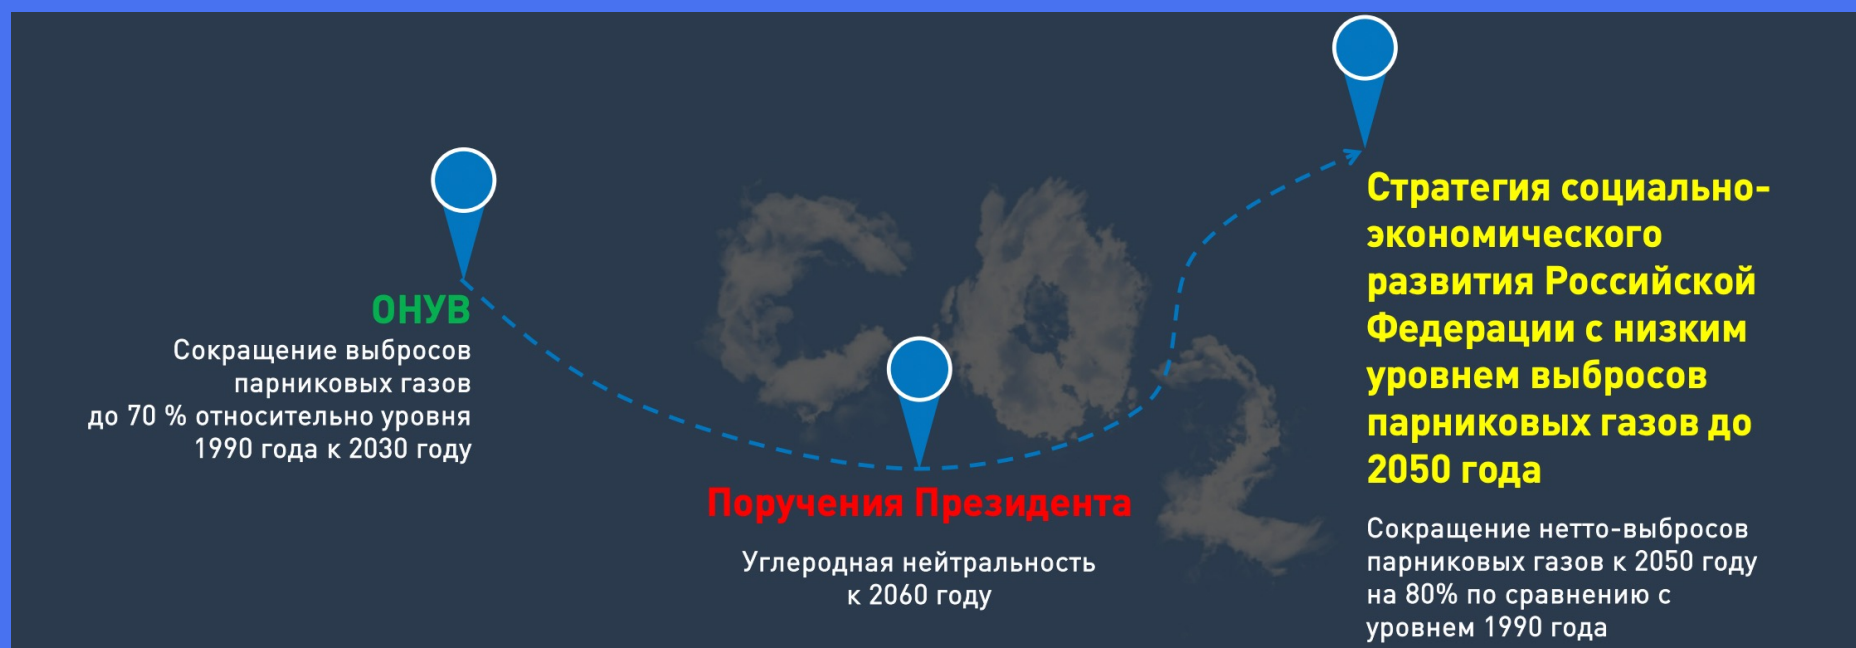 ОНУВ
Сокращение выбросов
парниковых газов
до 70 % относительно уровня
1990 года к 2030 году
CO2
Поручения Президента
Углеродная нейтральность
к 2060 году
Стратегия социально-
экономического
развития Российской
Федерации с низким
уровнем выбросов
парниковых газов до
2050 года
Сокращение нетто-выбросов
парниковых газов к 2050 году
на 80% по сравнению с
уровнем 1990 года